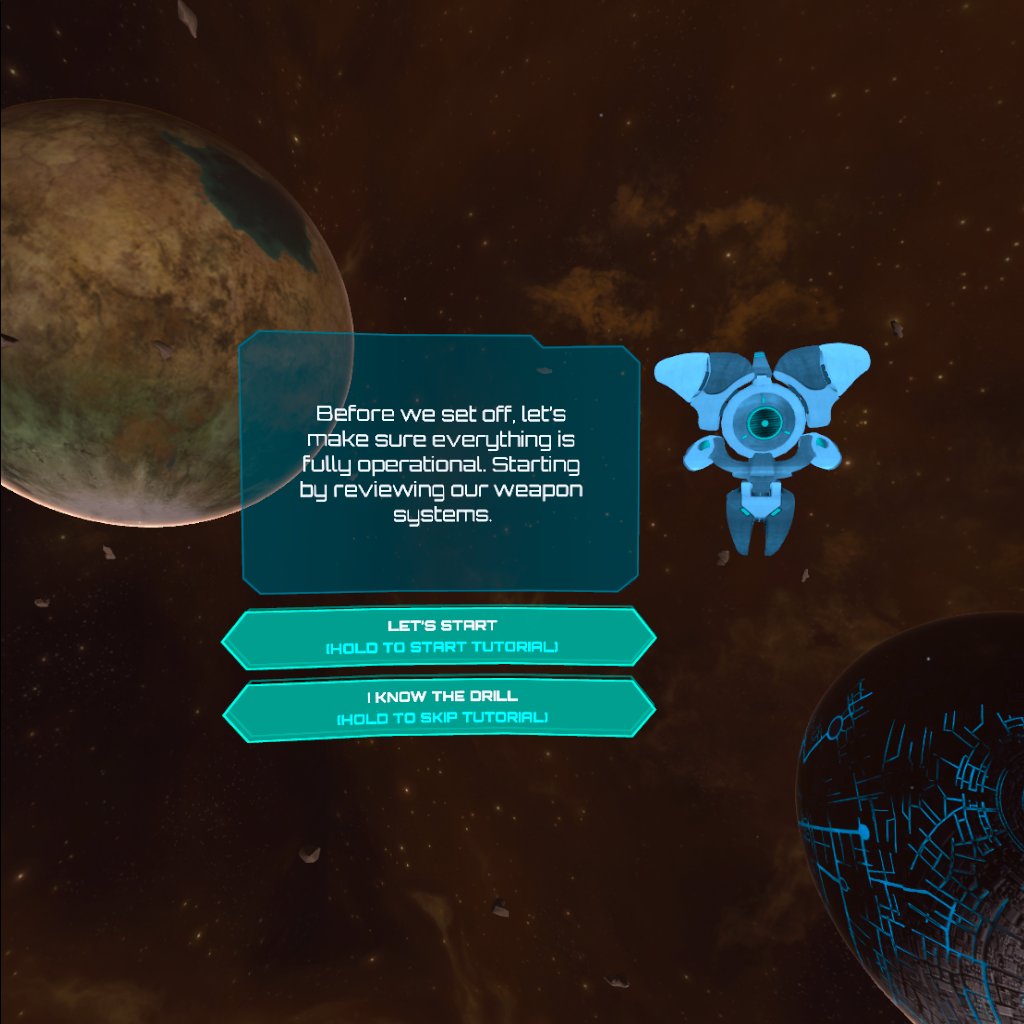 Before we set off, let's
make sure everything is
fully operational. Starting
by reviewing our weapon
systems.
LET'S START
(HOLD TO START TUTORIAL)
I KNOW THE DRILL
(HOLD TO SKIP TUTORIAL)